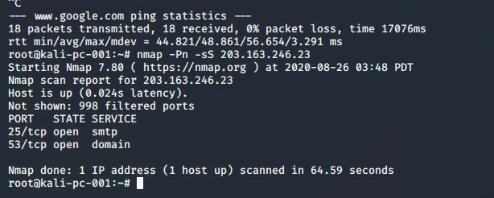 ^C
--- www.google.com ping statistics ---
18 packets transmitted, 18 received, 0% packet loss, time 17076ms
rtt min/avg/max/mdev = 44.821/48.861/56.654/3.291 ms
root@kali-pc-001:~# nmap -Pn -sS 203.163.246.23
Starting Nmap 7.80 ( https://nmap.org ) at 2020-08-26 03:48 PDT
Nmap scan report for 203.163.246.23
Host is up (0.024s latency).
Not shown: 998 filtered ports
PORT   STATE SERVICE
25/tcp open  smtp
53/tcp open  domain

Nmap done: 1 IP address (1 host up) scanned in 64.59 seconds
root@kali-pc-001:~#